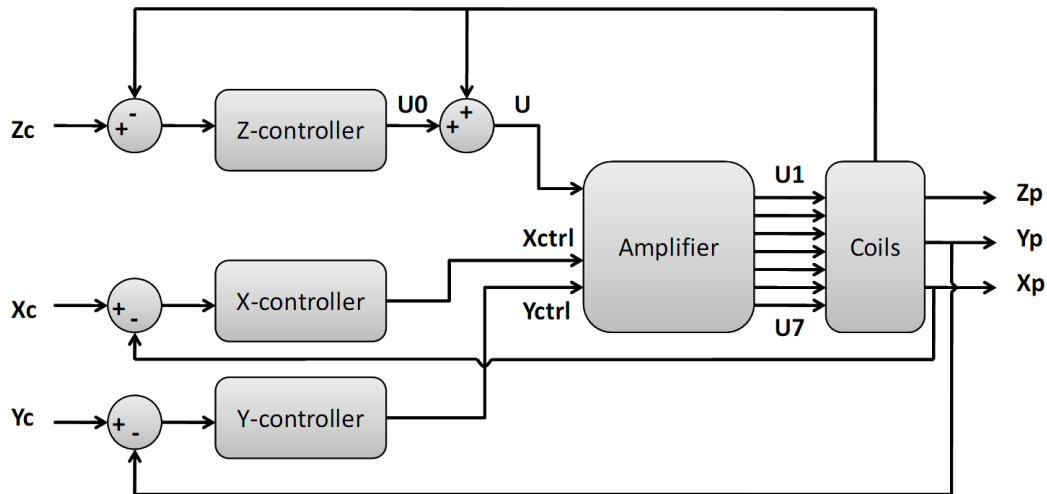 Zc
+
-
Z-controller
U0
+
+
U
Xctrl
Yctrl
Amplifier
U1
U7
Coils
Zp
Yp
Xp
Xc
+
-
X-controller
Yc
+
-
Y-controller